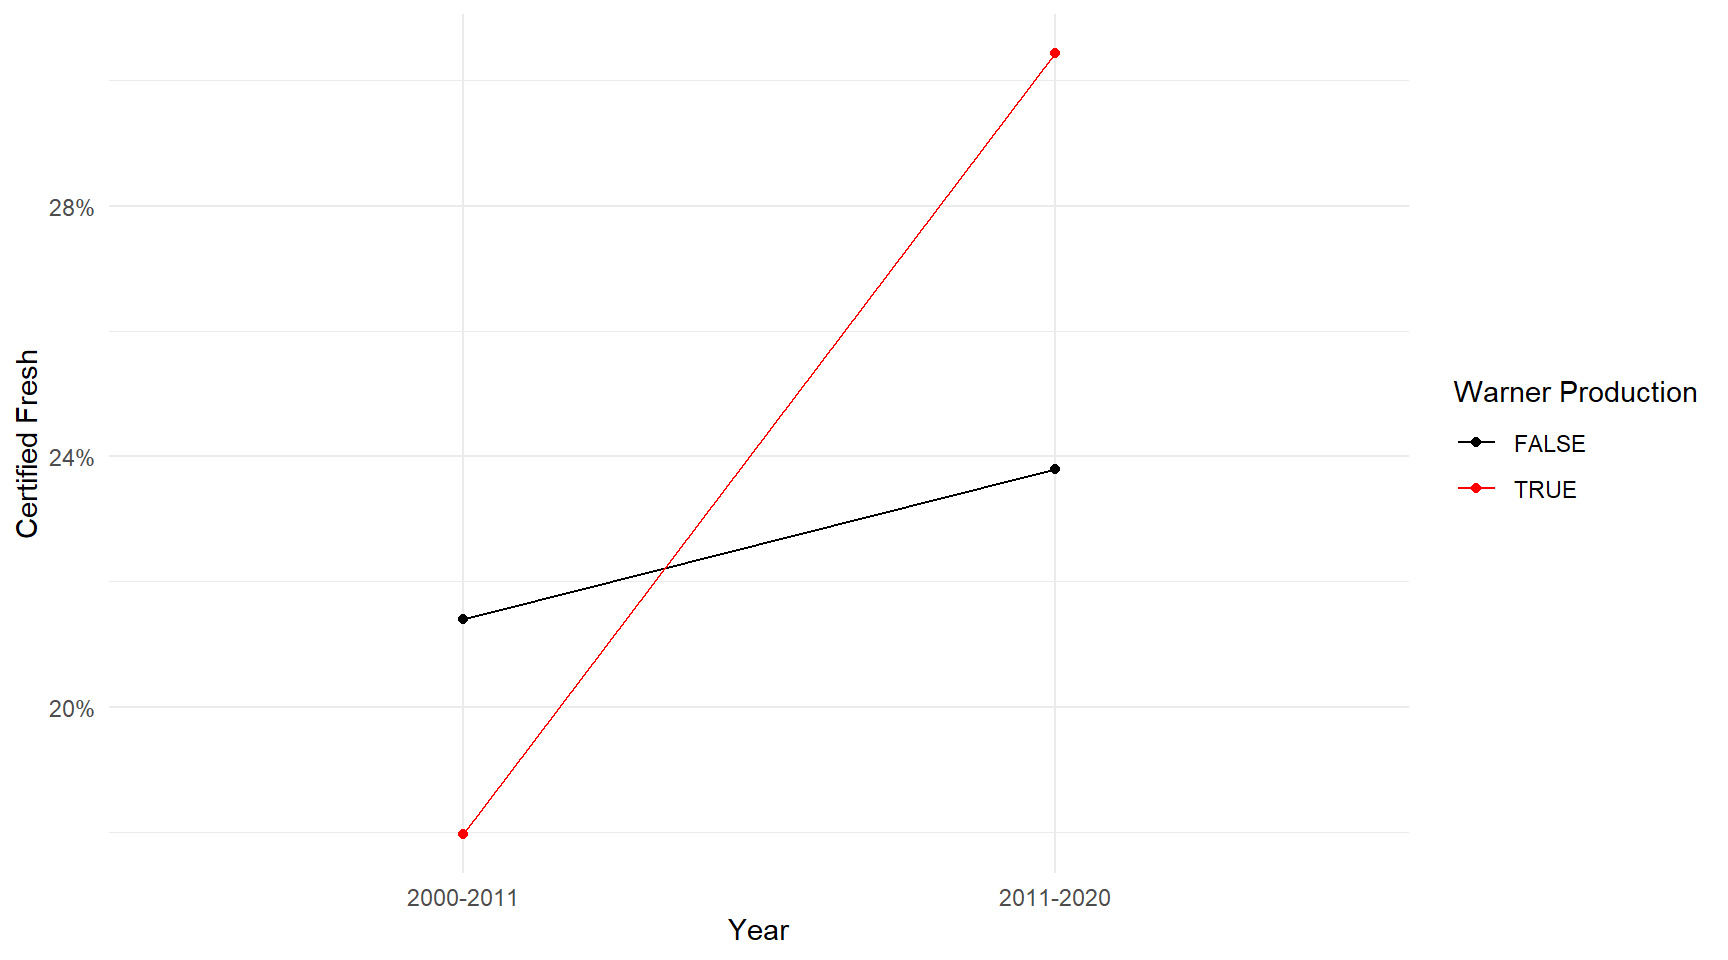 28%
24%
20%
Certified Fresh
2000-2011
2011-2020
Year
Warner Production
FALSE
TRUE